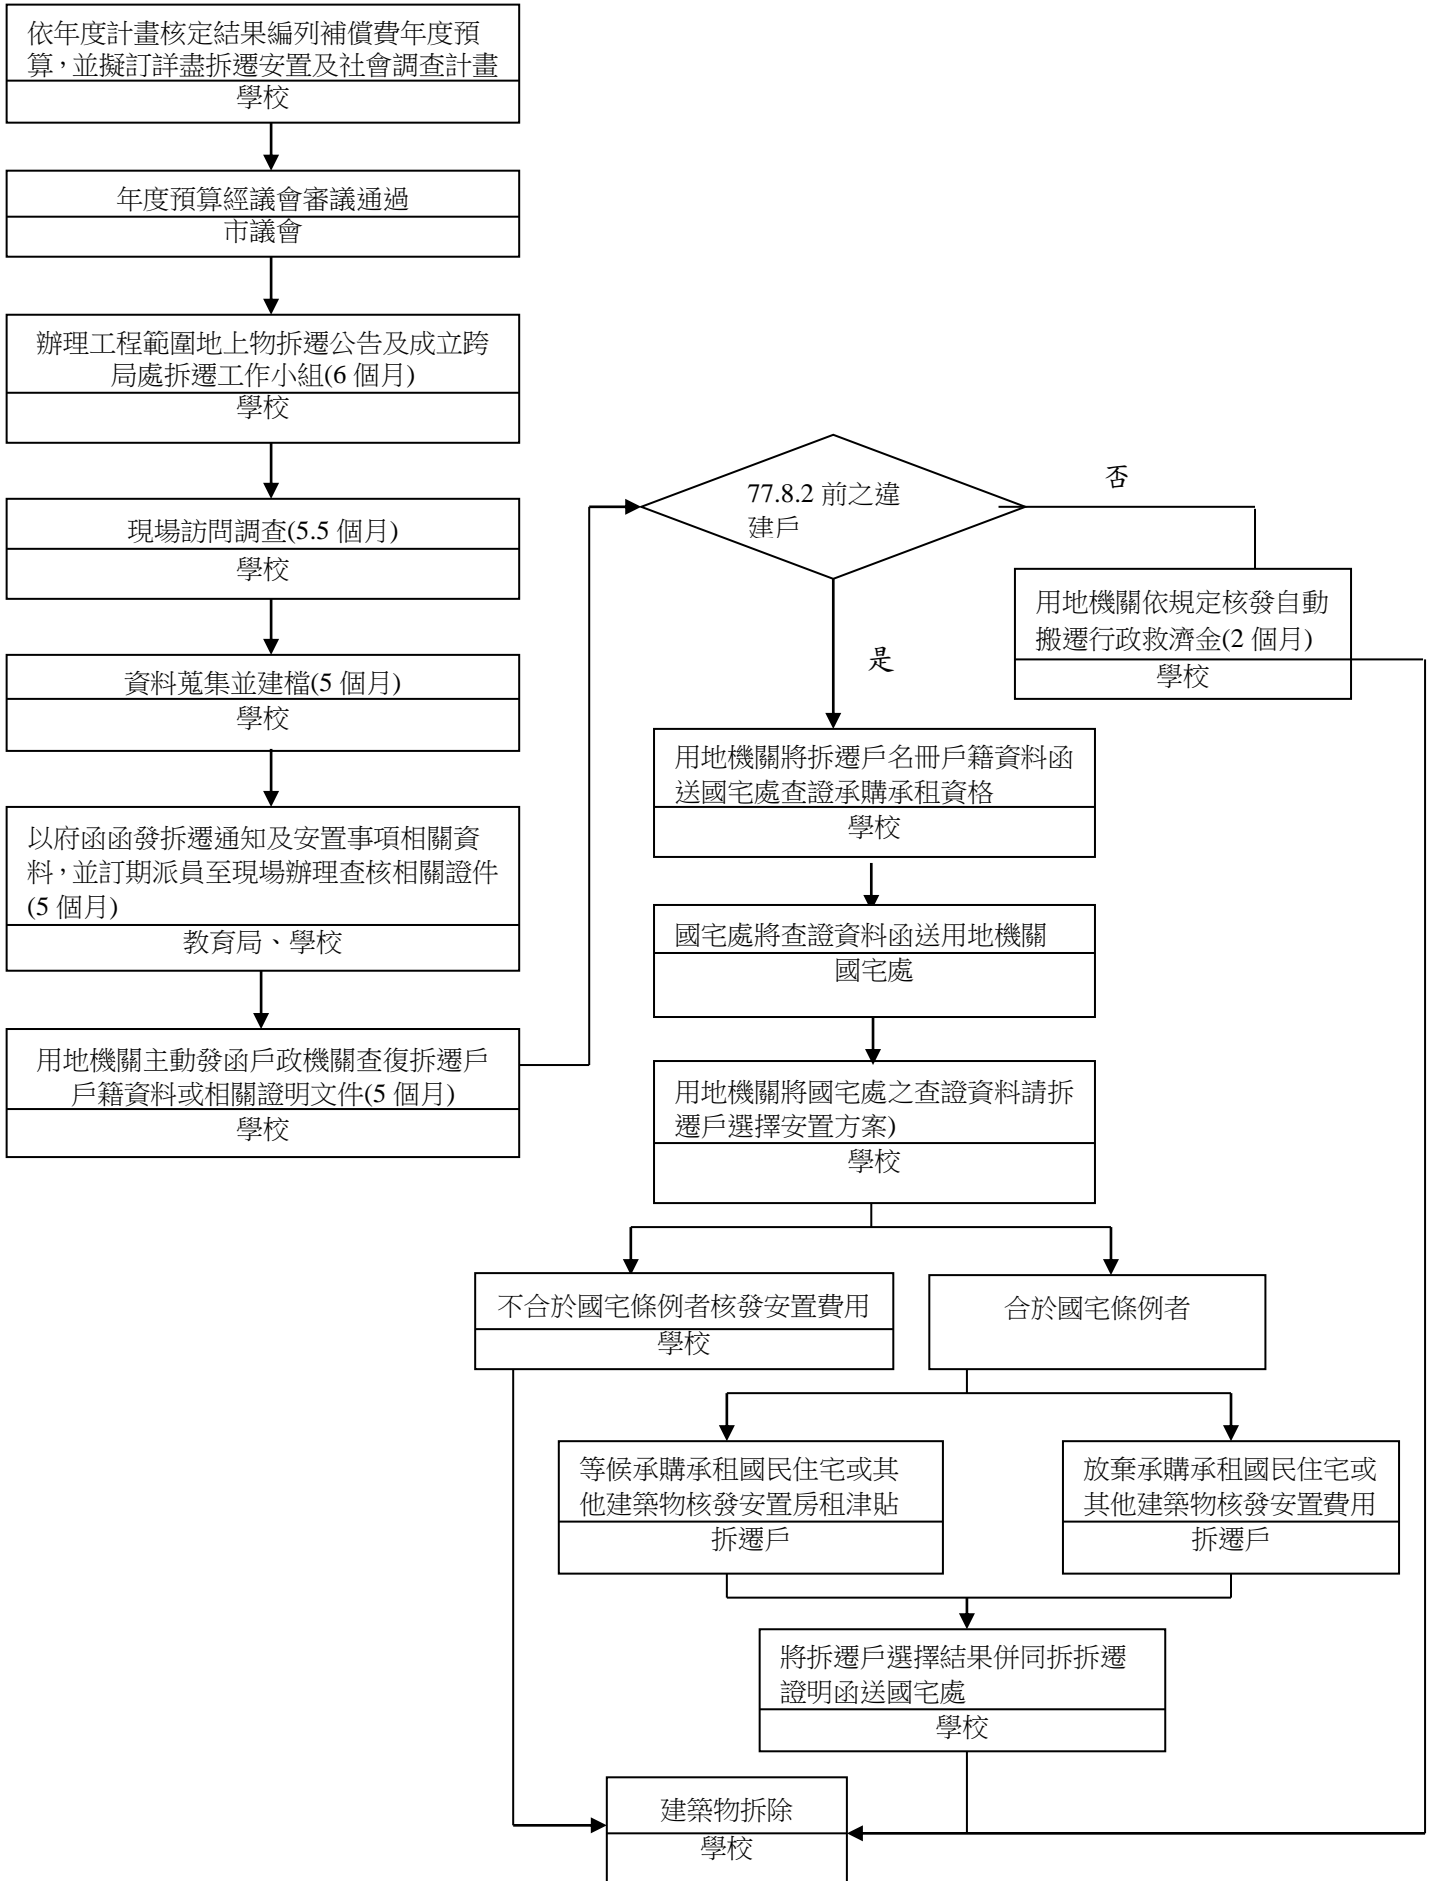 依年度計畫核定結果編列補償費年度預
算，並擬訂詳盡拆遷安置及社會調查計畫
學校
年度預算經議會審議通過
市議會
辦理工程範圍地上物拆遷公告及成立跨
局處拆遷工作小組(6 個月)
學校
現場訪問調查(5.5 個月)
學校
資料蒐集並建檔(5 個月)
學校
以府函函發拆遷通知及安置事項相關資
料，並訂期派員至現場辦理查核相關證件
(5 個月)
教育局、學校
用地機關主動發函戶政機關查復拆遷戶
戶籍資料或相關證明文件(5 個月)
學校
77.8.2 前之違
建戶
否
用地機關依規定核發自動
搬遷行政救濟金(2 個月)
學校
是
用地機關將拆遷戶名冊戶籍資料函
送國宅處查證承購承租資格
學校
國宅處將查證資料函送用地機關
國宅處
用地機關將國宅處之查證資料請拆
遷戶選擇安置方案)
學校
不合於國宅條例者核發安置費用
學校
合於國宅條例者
等候承購承租國民住宅或其
他建築物核發安置房租津貼
拆遷戶
放棄承購承租國民住宅或
其他建築物核發安置費用
拆遷戶
將拆遷戶選擇結果併同拆拆遷
證明函送國宅處
學校
建築物拆除
學校